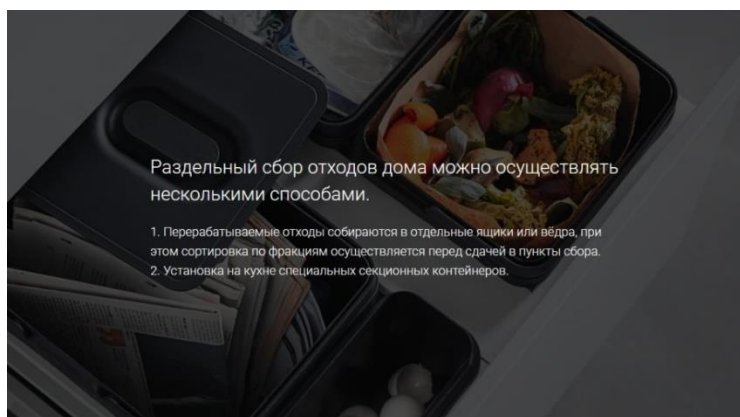 Раздельный сбор отходов дома можно осуществлять
несколькими способами.
1. Перерабатываемые отходы собираются в отдельные ящики или вёдра, при
этом сортировка по фракциям осуществляется перед сдачей в пункты сбора.
2. Установка на кухне специальных секционных контейнеров.